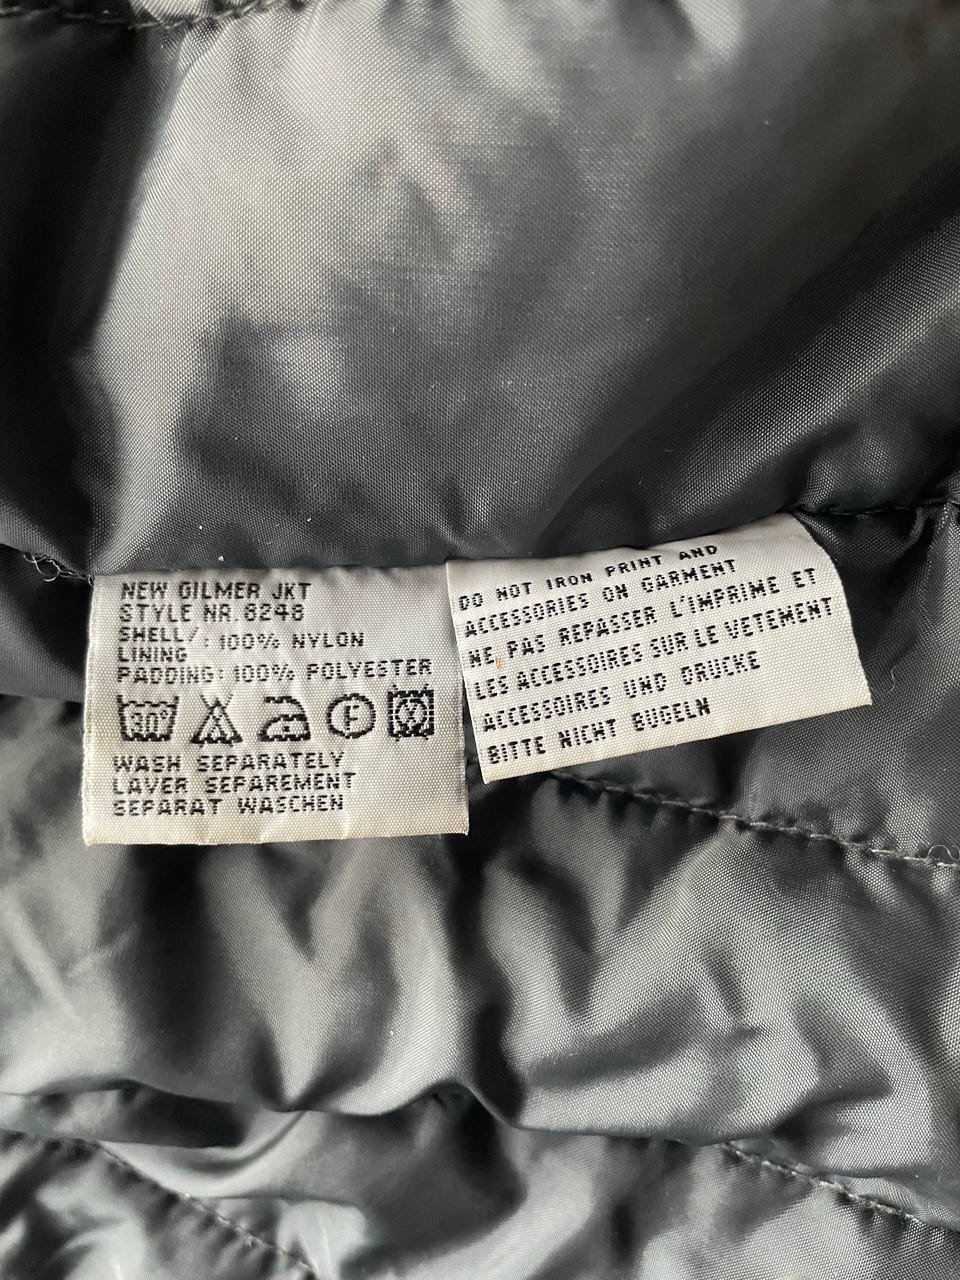 NEW GILMER JKT
STYLE NR.8248
SHELL/: 100% NYLON
LINING
PADDING: 100% POLYESTER
30°
F
WASH SEPARATELY
LAVER SEPAREMENT
SEPARAT WASCHEN
DO NOT IRON PRINT AND
ACCESSORIES ON GARMENT
NE PAS REPASSER L'IMPRIME ET
LES ACCESSOIRES SUR LE VETEMENT
ACCESSOIRES UND DRUCKE
BITTE NICHT BUGELN